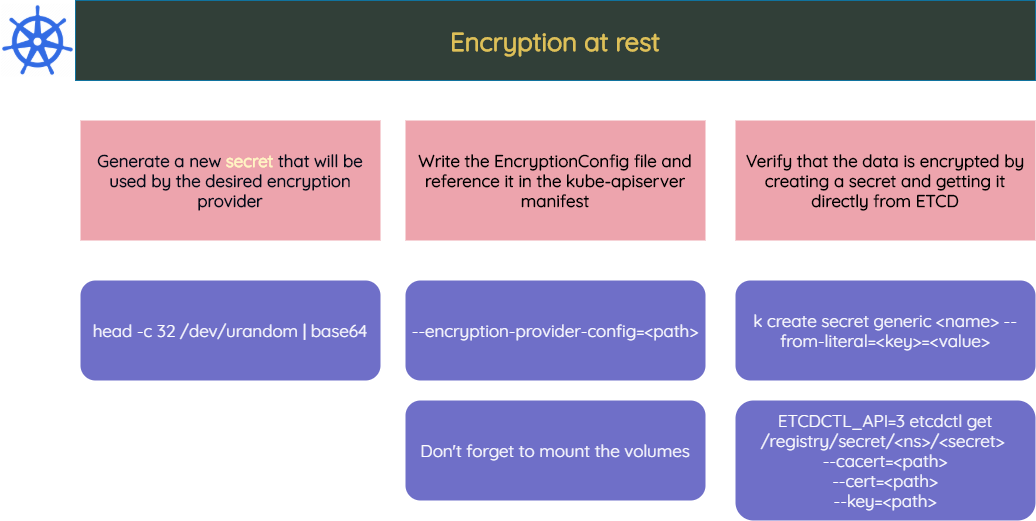 Encryption at rest
Generate a new secret that will be
used by the desired encryption
provider
Write the EncryptionConfig file and
reference it in the kube-apiserver
manifest
Verify that the data is encrypted by
creating a secret and getting it
directly from ETCD
head -c 32 /dev/urandom | base64
--encryption-provider-config=<path>
k create secret generic <name> --
from-literal=<key>=<value>
Don't forget to mount the volumes
ETCDCTL_API=3 etcdctl get
/registry/secret/<ns>/<secret>
--cacert=<path>
--cert=<path>
--key=<path>